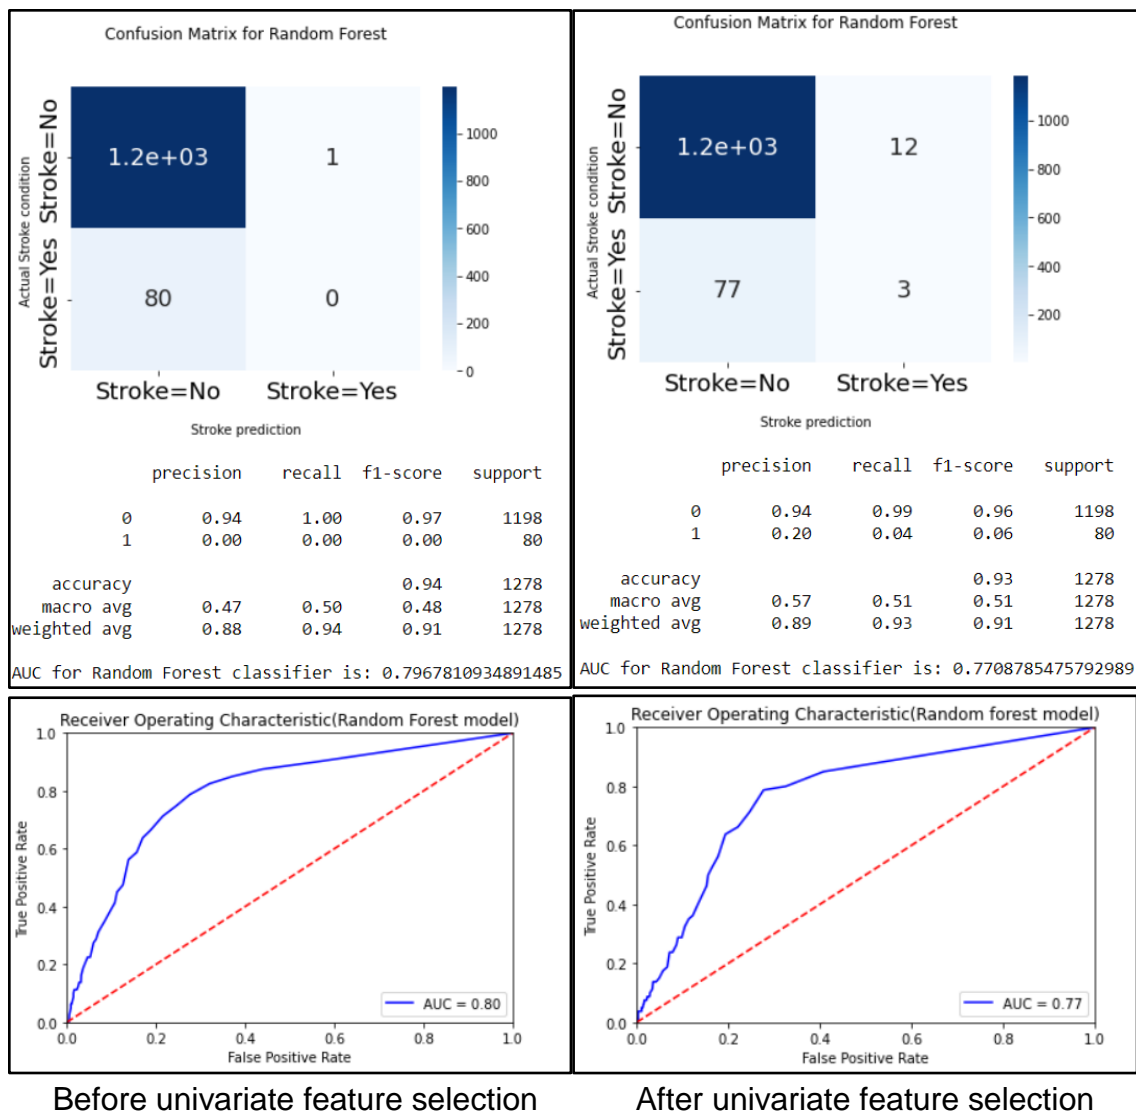 Confusion Matrix for Random Forest
Actual Stroke condition
Stroke=No
Stroke=Yes
1.2e+03 1
80 0
1000
800
600
400
200
0
Stroke=No Stroke=Yes
Stroke prediction
precision recall f1-score support
0 0.94 1.00 0.97 1198
1 0.00 0.00 0.00 80
accuracy 0.94 1278
macro avg 0.47 0.50 0.48 1278
weighted avg 0.88 0.94 0.91 1278
AUC for Random Forest classifier is: 0.7967810934891485
Confusion Matrix for Random Forest
Actual Stroke condition
Stroke=No
Stroke=Yes
1.2e+03 12
77 3
1000
800
600
400
200
Stroke=No Stroke=Yes
Stroke prediction
precision recall f1-score support
0 0.94 0.99 0.96 1198
1 0.20 0.04 0.06 80
accuracy 0.93 1278
macro avg 0.57 0.51 0.51 1278
weighted avg 0.89 0.93 0.91 1278
AUC for Random Forest classifier is: 0.7708785475792989
Receiver Operating Characteristic(Random Forest model)
True Positive Rate
1.0
0.8
0.6
0.4
0.2
0.0
AUC = 0.80
0.0 0.2 0.4 0.6 0.8 1.0
False Positive Rate
Receiver Operating Characteristic(Random forest model)
True Positive Rate
1.0
0.8
0.6
0.4
0.2
0.0
AUC = 0.77
0.0 0.2 0.4 0.6 0.8 1.0
False Positive Rate
Before univariate feature selection
After univariate feature selection